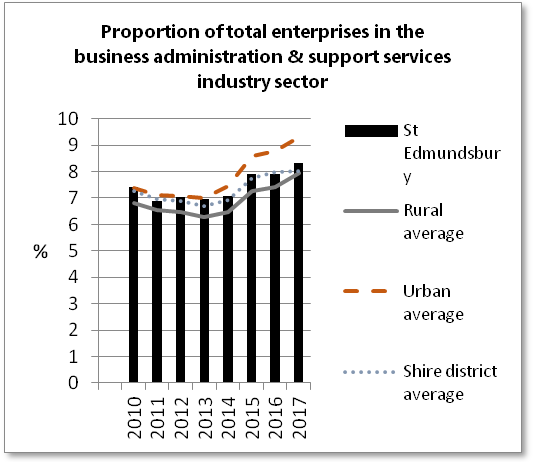 Proportion of total enterprises in the
business administration & support services
industry sector
10
9
8
7
6
5
4
3
2
1
0
%
2010
2011
2012
2013
2014
2015
2016
2017
St
Edmundsbur
y
Rural
average
Urban
average
Shire district
average